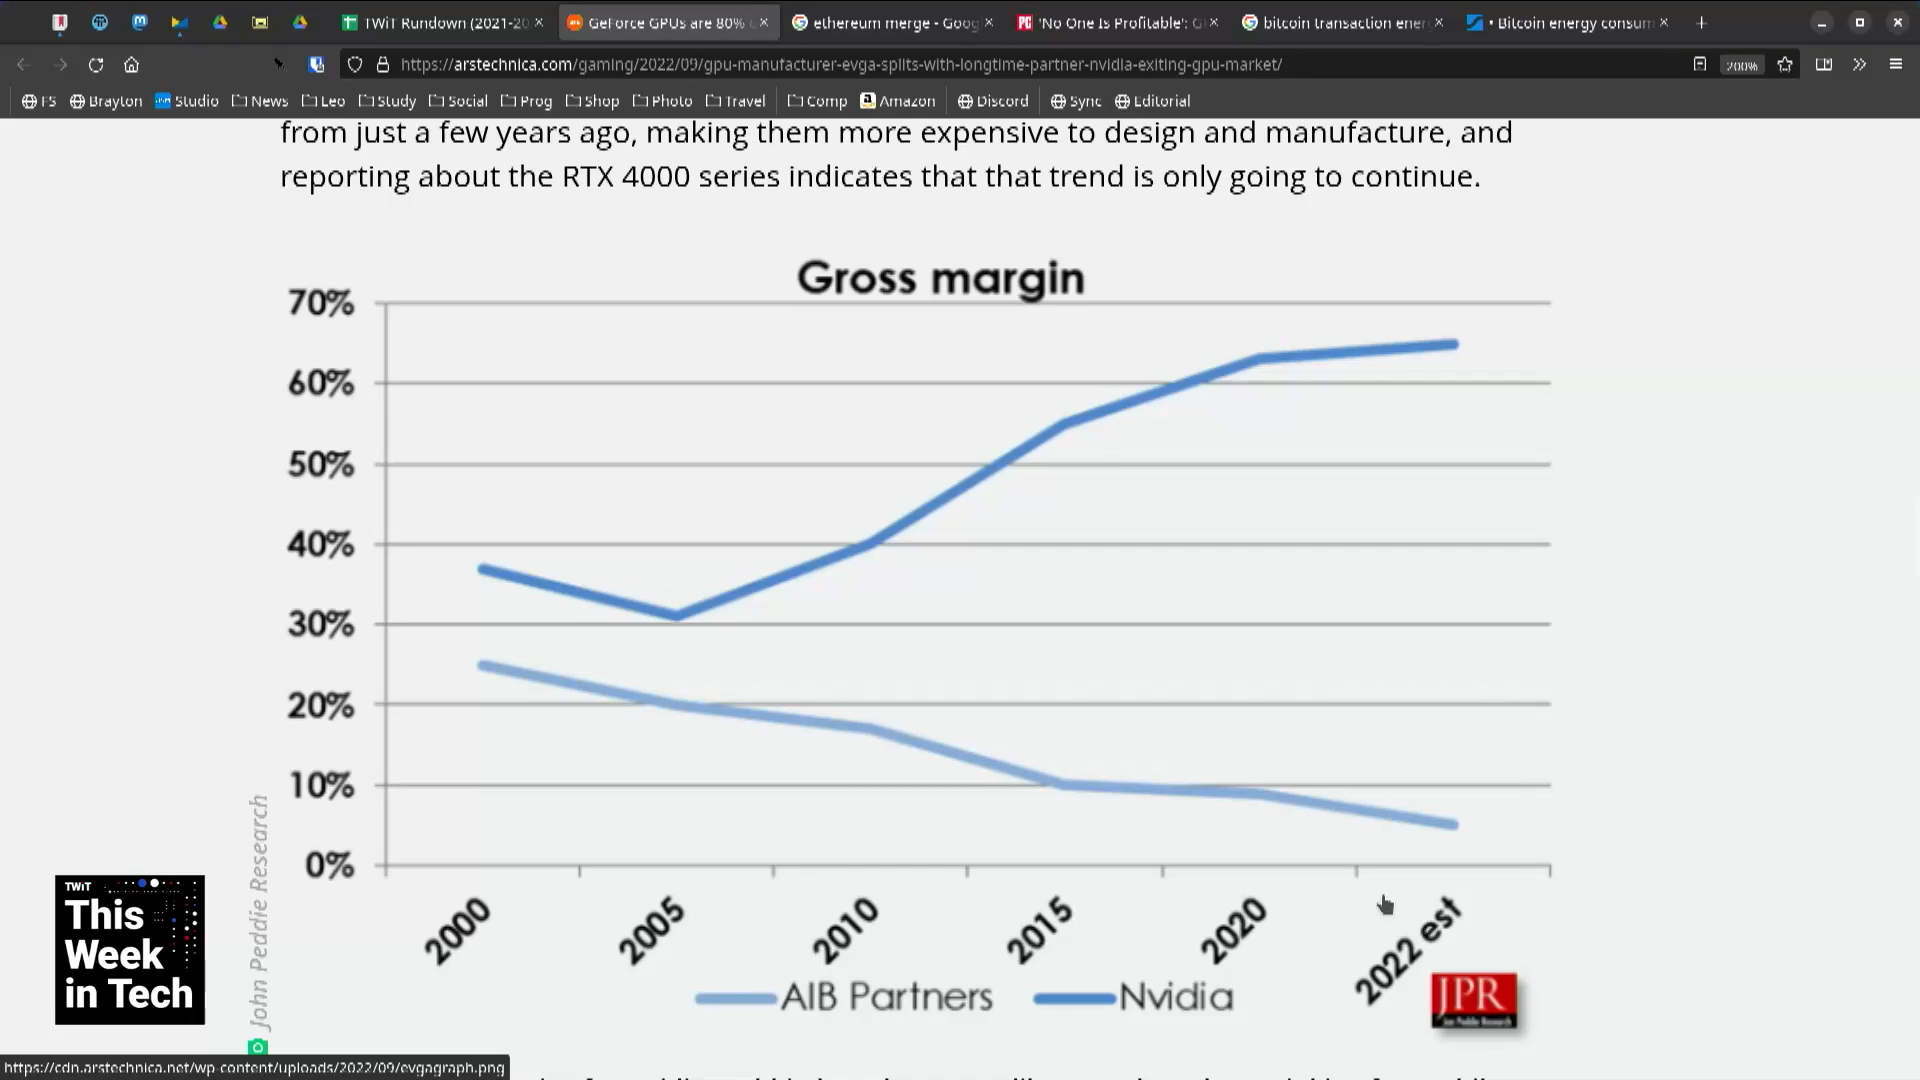 TWiT Rundown (2021-20
GeForce GPUs are 80%
ethereum merge - Goog
PC 'No One Is Profitable': G
bitcoin transaction ener
• Bitcoin energy consum
https://arstechnica.com/gaming/2022/09/gpu-manufacturer-evga-splits-with-longtime-partner-nvidia-exiting-gpu-market/
200%
FS Brayton Studio News Leo Study Social Prog Shop Photo Travel Comp Amazon Discord Sync Editorial
from just a few years ago, making them more expensive to design and manufacture, and
reporting about the RTX 4000 series indicates that that trend is only going to continue.
Gross margin
70%
60%
50%
40%
30%
20%
10%
0%
2000
2005
2010
2015
2020
2022 est
AIB Partners Nvidia
JPR
Jon Peddie Research
John Peddie Research
TWiT
This
Week
in Tech
https://cdn.arstechnica.net/wp-content/uploads/2022/09/evgagraph.png